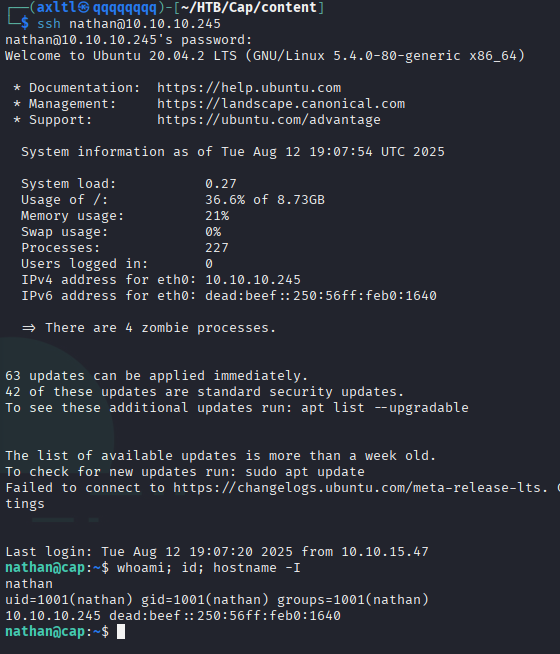 ┌──(axltl㉿qqqqqqqq)-[~/HTB/Cap/content]
└─$ ssh nathan@10.10.10.245
nathan@10.10.10.245's password:
Welcome to Ubuntu 20.04.2 LTS (GNU/Linux 5.4.0-80-generic x86_64)
* Documentation: https://help.ubuntu.com
* Management: https://landscape.canonical.com
* Support: https://ubuntu.com/advantage
System information as of Tue Aug 12 19:07:54 UTC 2025
System load: 0.27
Usage of /: 36.6% of 8.73GB
Memory usage: 21%
Swap usage: 0%
Processes: 227
Users logged in: 0
IPv4 address for eth0: 10.10.10.245
IPv6 address for eth0: dead:beef::250:56ff:feb0:1640
=> There are 4 zombie processes.
63 updates can be applied immediately.
42 of these updates are standard security updates.
To see these additional updates run: apt list --upgradable
The list of available updates is more than a week old.
To check for new updates run: sudo apt update
Failed to connect to https://changelogs.ubuntu.com/meta-release-lts.
tings
Last login: Tue Aug 12 19:07:20 2025 from 10.10.15.47
nathan@cap:~$ whoami; id; hostname -I
nathan
uid=1001(nathan) gid=1001(nathan) groups=1001(nathan)
10.10.10.245 dead:beef::250:56ff:feb0:1640
nathan@cap:~$